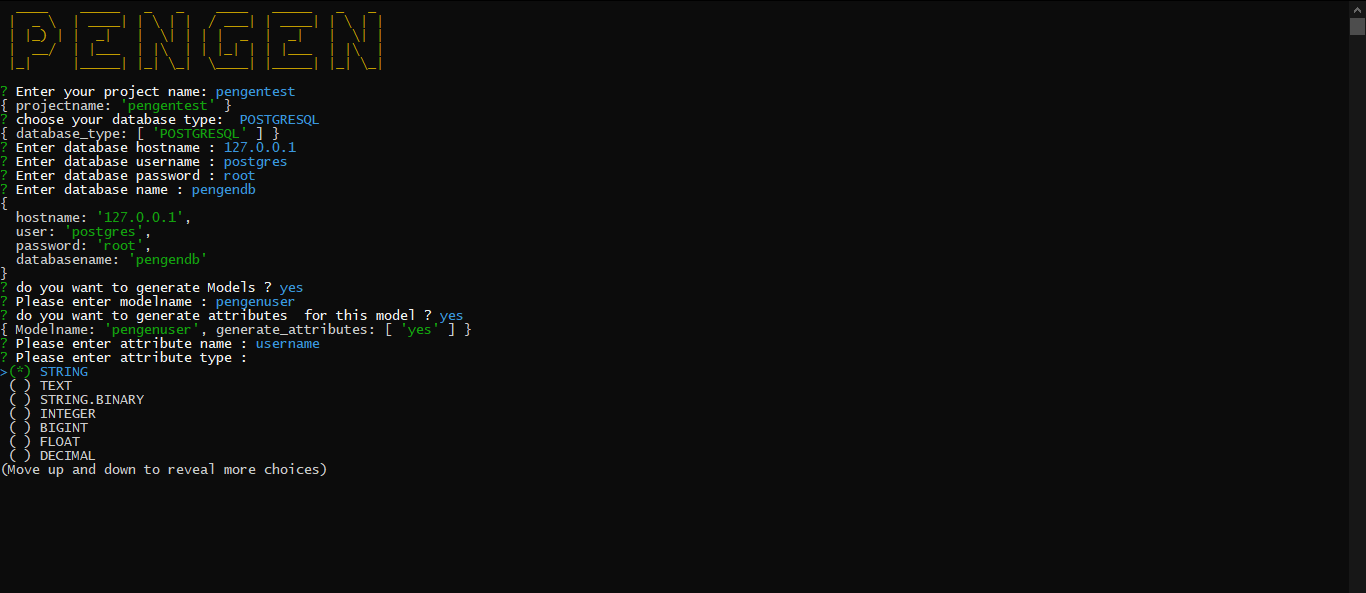 PENGEN
? Enter your project name: pengentest
{ projectname: 'pengentest' }
? choose your database type:  POSTGRESQL
{ database_type: [ 'POSTGRESQL' ] }
? Enter database hostname : 127.0.0.1
? Enter database username : postgres
? Enter database password : root
? Enter database name : pengendb
{
  hostname: '127.0.0.1',
  user: 'postgres',
  password: 'root',
  databasename: 'pengendb'
}
? do you want to generate Models ? yes
? Please enter modelname : pengenuser
? do you want to generate attributes  for this model ? yes
{ Modelname: 'pengenuser', generate_attributes: [ 'yes' ] }
? Please enter attribute name : username
? Please enter attribute type :
>(*) STRING
 ( ) TEXT
 ( ) STRING.BINARY
 ( ) INTEGER
 ( ) BIGINT
 ( ) FLOAT
 ( ) DECIMAL
(Move up and down to reveal more choices)